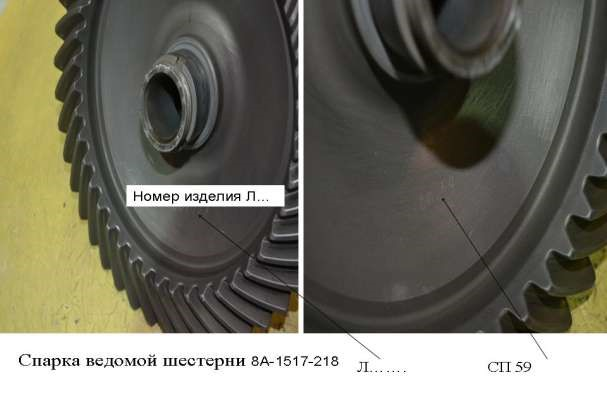 Номер изделия Л...
Спарка ведомой шестерни 8А-1517-218
Л…….
СП 59